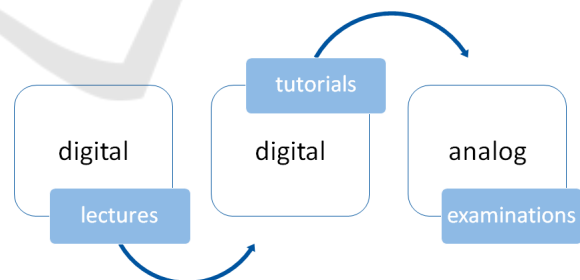 tutorials
digital
digital
analog
lectures
examinations